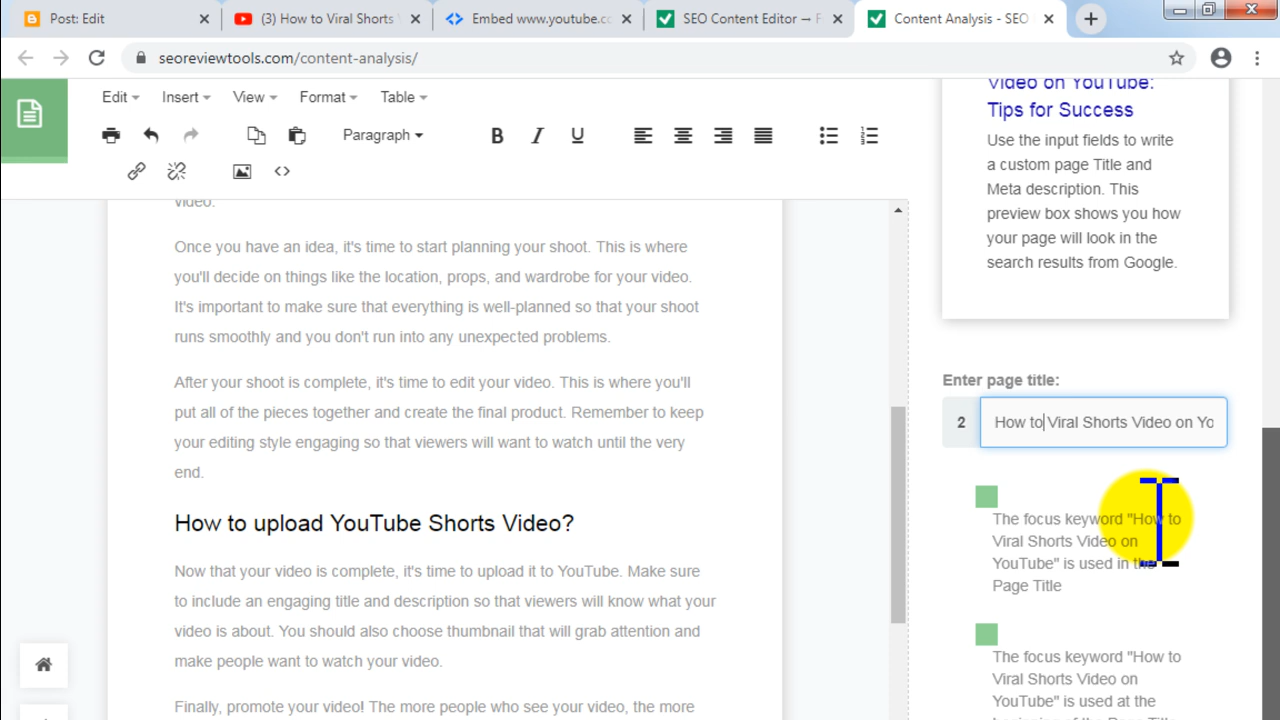 Post: Edit
(3) How to Viral Shorts
Embed www.youtube.co
SEO Content Editor → F
Content Analysis - SEO
seoreviewtools.com/content-analysis/
Edit
Insert
View
Format
Table
Paragraph
B I U
video.
Once you have an idea, it's time to start planning your shoot. This is where
you'll decide on things like the location, props, and wardrobe for your video.
It's important to make sure that everything is well-planned so that your shoot
runs smoothly and you don't run into any unexpected problems.
After your shoot is complete, it's time to edit your video. This is where you'll
put all of the pieces together and create the final product. Remember to keep
your editing style engaging so that viewers will want to watch until the very
end.
How to upload YouTube Shorts Video?
Now that your video is complete, it's time to upload it to YouTube. Make sure
to include an engaging title and description so that viewers will know what your
video is about. You should also choose thumbnail that will grab attention and
make people want to watch your video.
Finally, promote your video! The more people who see your video, the more
Video on YouTube:
Tips for Success
Use the input fields to write
a custom page Title and
Meta description. This
preview box shows you how
your page will look in the
search results from Google.
Enter page title:
2
How to Viral Shorts Video on Yo
The focus keyword "How to
Viral Shorts Video on
YouTube" is used in the
Page Title
The focus keyword "How to
Viral Shorts Video on
YouTube" is used at the
beginning of the Page Title